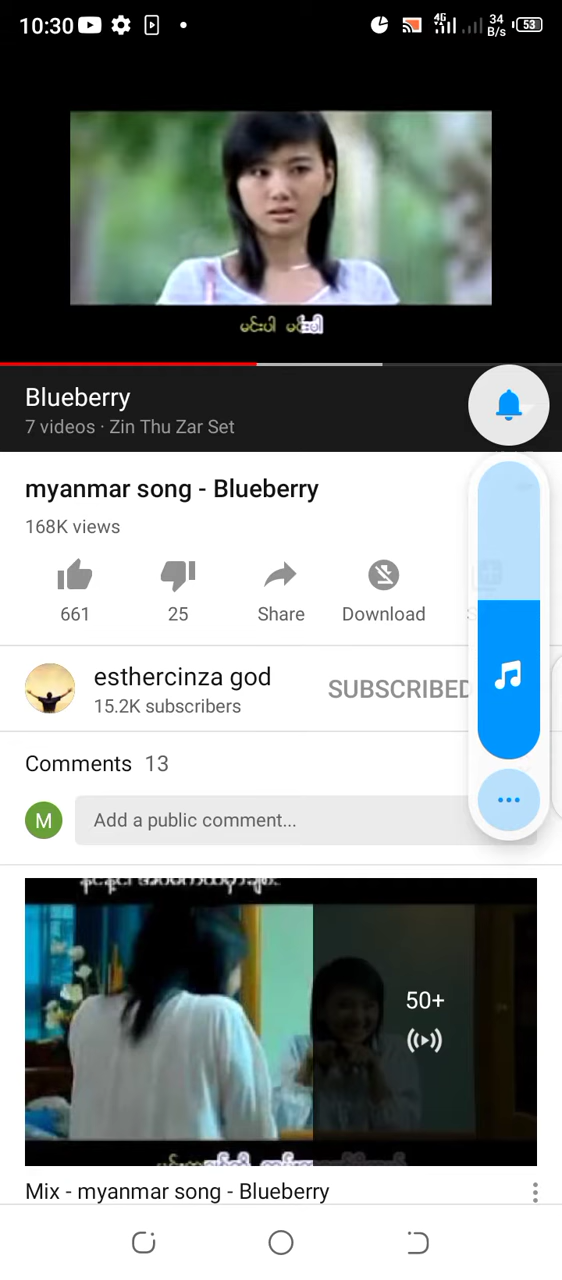 10:30
4G
34
B/s
53
မင်းပါ မင်းပါ
Blueberry
7 videos · Zin Thu Zar Set
myanmar song - Blueberry
168K views
661
25
Share
Download
esthercinza god
15.2K subscribers
SUBSCRIBED
Comments 13
M
Add a public comment...
50+
Mix - myanmar song - Blueberry